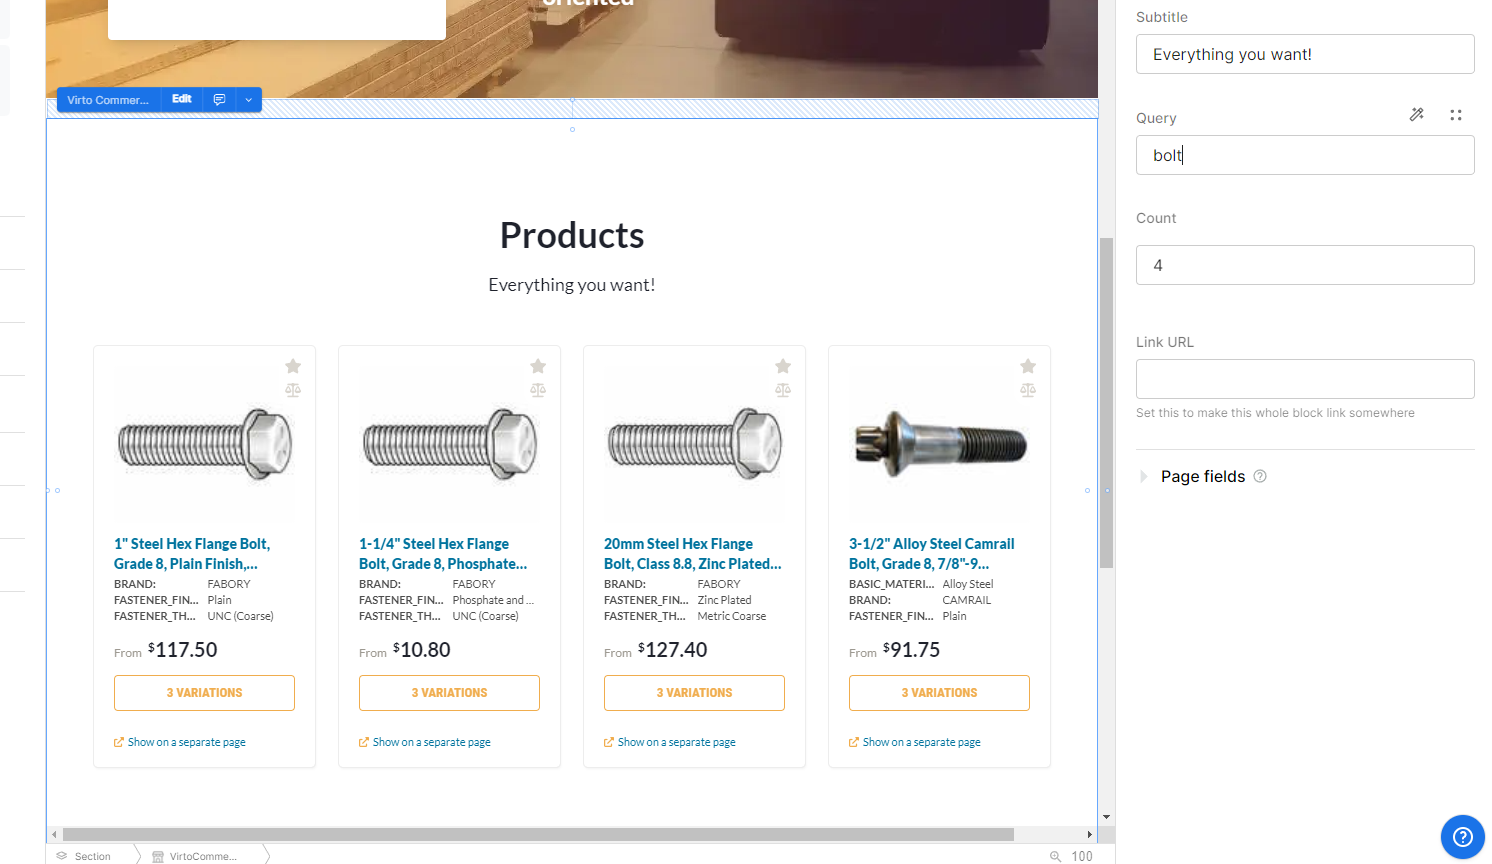 oriented
Virto Commer...
Edit
Products
Everything you want!
1" Steel Hex Flange Bolt,
Grade 8, Plain Finish,...
BRAND: FABORY
FASTENER_FIN... Plain
FASTENER_TH... UNC (Coarse)
From $117.50
3 VARIATIONS
Show on a separate page
1-1/4" Steel Hex Flange
Bolt, Grade 8, Phosphate...
BRAND: FABORY
FASTENER_FIN... Phosphate and ...
FASTENER_TH... UNC (Coarse)
From $10.80
3 VARIATIONS
Show on a separate page
20mm Steel Hex Flange
Bolt, Class 8.8, Zinc Plated...
BRAND: FABORY
FASTENER_FIN... Zinc Plated
FASTENER_TH... Metric Coarse
From $127.40
3 VARIATIONS
Show on a separate page
3-1/2" Alloy Steel Camrail
Bolt, Grade 8, 7/8"-9...
BASIC_MATERI... Alloy Steel
BRAND: CAMRAIL
FASTENER_FIN... Plain
From $91.75
3 VARIATIONS
Show on a separate page
Section
VirtoComme...
100
Subtitle
Everything you want!
Query
bolt
Count
4
Link URL
Set this to make this whole block link somewhere
Page fields